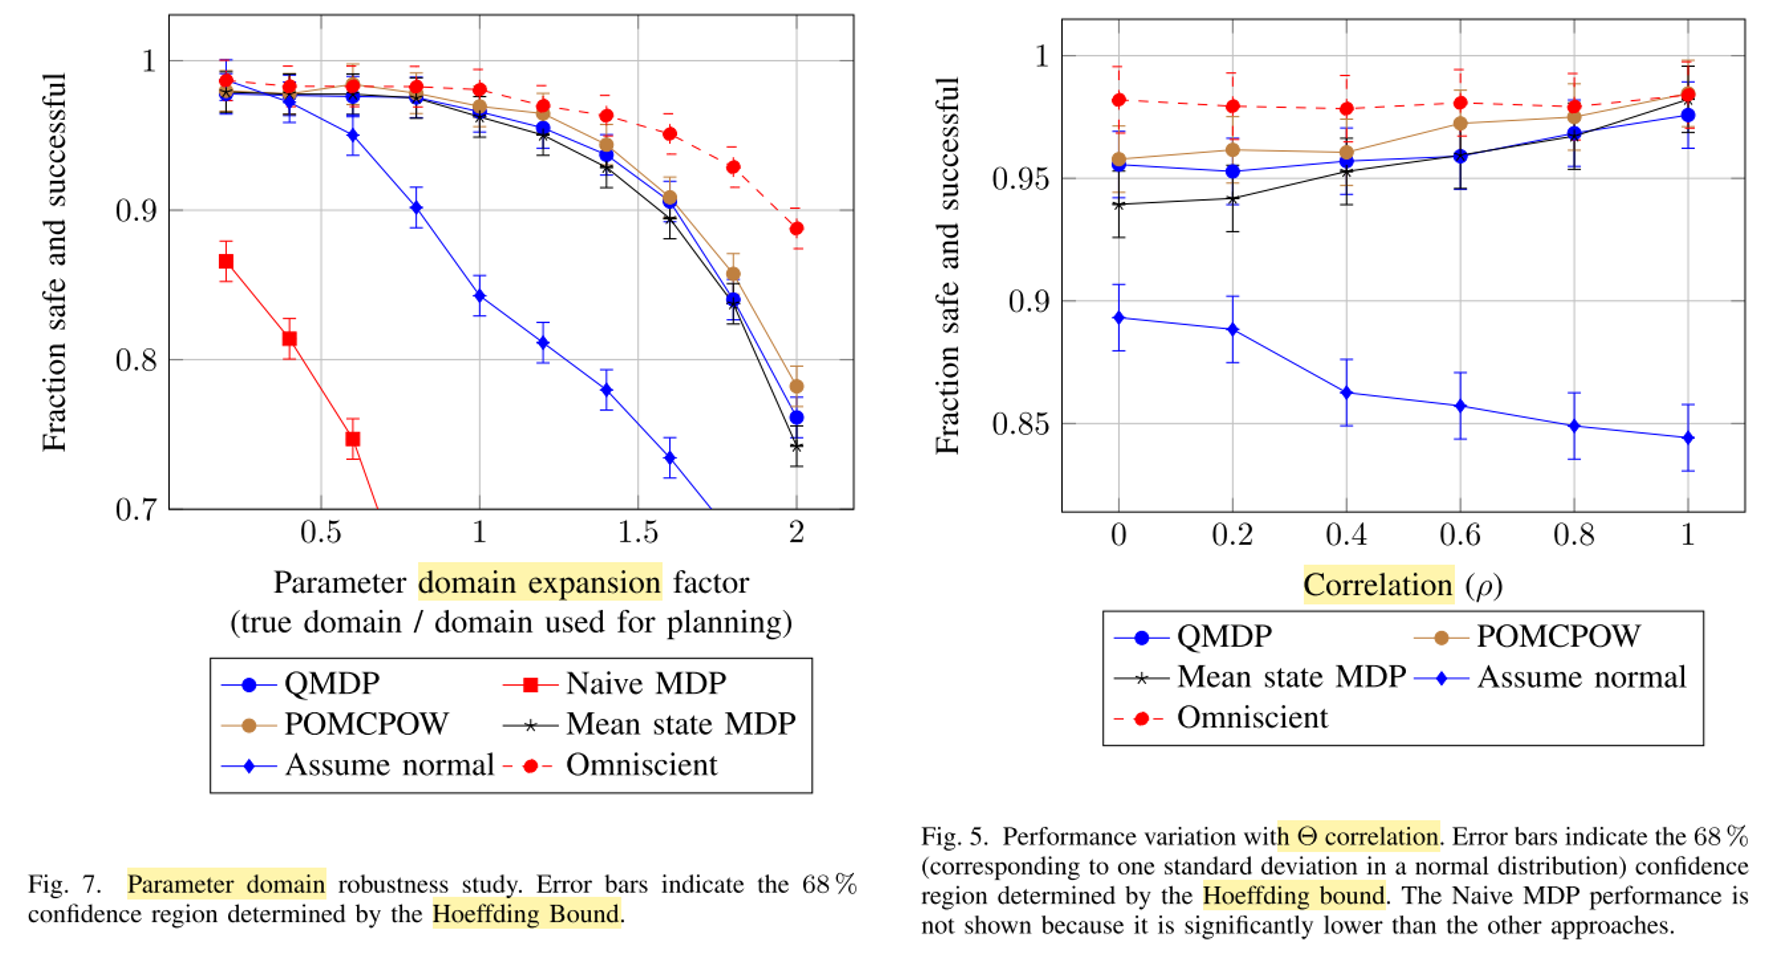 Fraction safe and successful
1
0.9
0.8
0.7
0.5 1 1.5 2
Parameter domain expansion factor
(true domain / domain used for planning)
QMDP Naive MDP
POMCPOW Mean state MDP
Assume normal Omniscient
Fig. 7. Parameter domain robustness study. Error bars indicate the 68 %
confidence region determined by the Hoeffding Bound.
Fraction safe and successful
1
0.95
0.9
0.85
0 0.2 0.4 0.6 0.8 1
Correlation (ρ)
QMDP POMCPOW
Mean state MDP Assume normal
Omniscient
Fig. 5. Performance variation with Θ correlation. Error bars indicate the 68 %
(corresponding to one standard deviation in a normal distribution) confidence
region determined by the Hoeffding bound. The Naive MDP performance is
not shown because it is significantly lower than the other approaches.